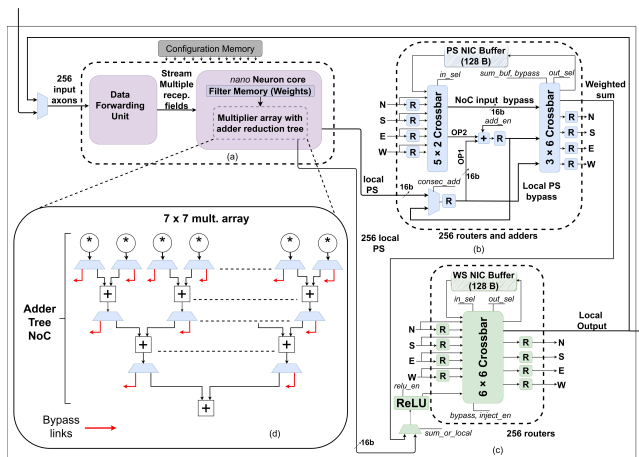 Configuration Memory
256
input
axons
Data
Forwarding
Unit
Stream
Multiple
recep.
fields
nano Neuron core
Filter Memory (Weights)
Multiplier array with
adder reduction tree
(a)
PS NIC Buffer
(128 B)
in_sel
sum_buf_bypass
out_sel
Weighted
sum
N
S
E
W
R
R
R
R
5 × 2 Crossbar
NoC input bypass
16b
add_en
OP2
+
R
OP1
16b
3 × 6 Crossbar
R
R
R
R
N
S
E
W
consec_add
R
Local PS
bypass
local
PS
16b
(b)
256 routers and adders
256 local
PS
7 x 7 mult. array
* * * * * *
+ + +
+ +
+
Adder
Tree
NoC
Bypass
links
(d)
WS NIC Buffer
(128 B)
in_sel
out_sel
N
S
E
W
R
R
R
R
6 × 6 Crossbar
R
R
R
R
N
S
E
W
Local
Output
relu_en
ReLU
bypass, inject_en
sum_or_local
256 routers
16b
(c)